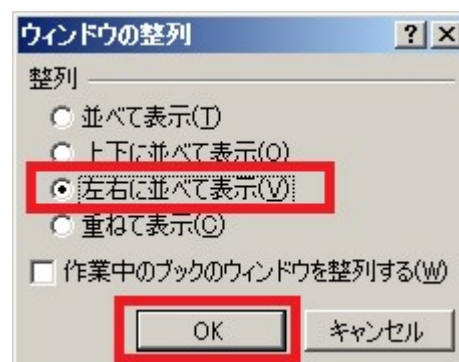 ウィンドウの整列
整列
並べて表示(T)
上下に並べて表示(O)
左右に並べて表示(V)
重ねて表示(C)
作業中のブックのウィンドウを整列する(W)
OK キャンセル